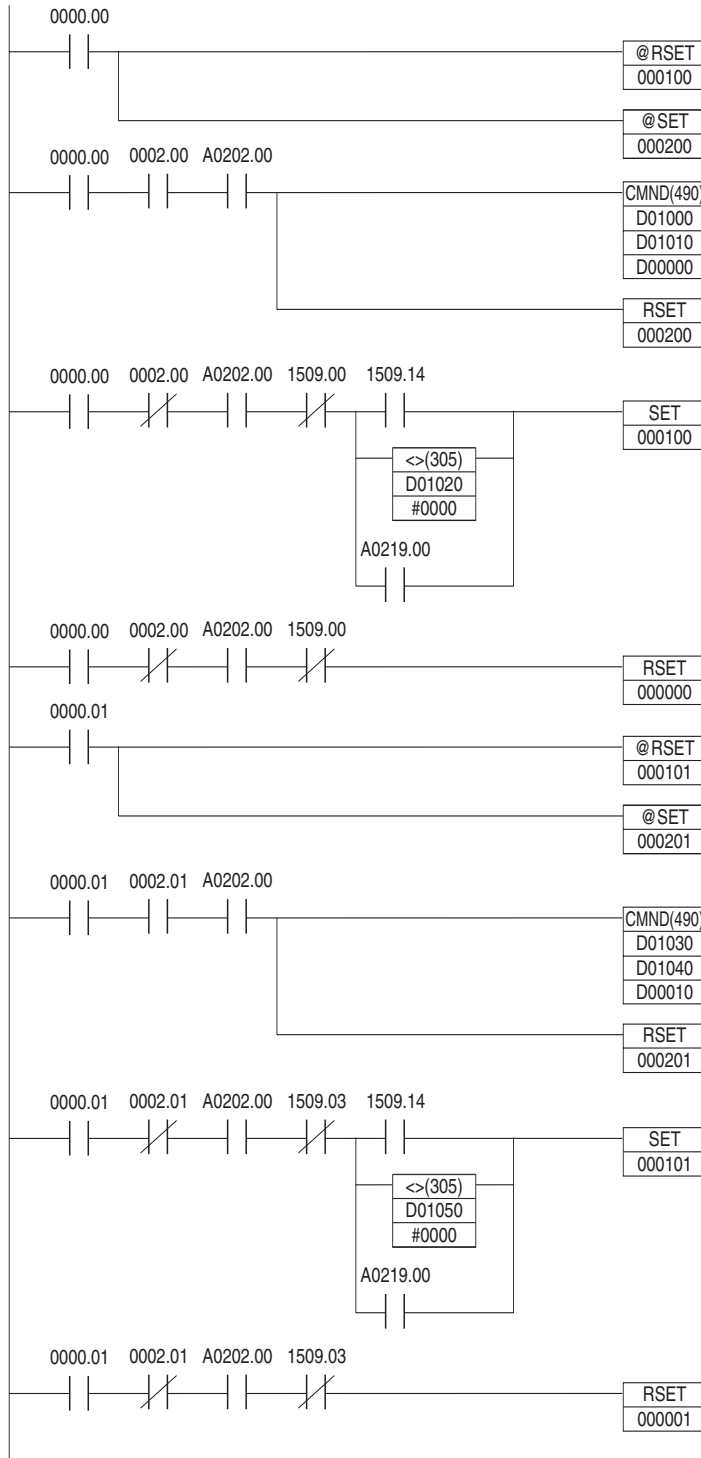 0000.00
@RSET
000100
@SET
000200
0000.00 0002.00 A0202.00
CMND(490)
D01000
D01010
D00000
RSET
000200
0000.00 0002.00 A0202.00 1509.00 1509.14
SET
000100
<>(305)
D01020
#0000
A0219.00
0000.00 0002.00 A0202.00 1509.00
RSET
000000
0000.01
@RSET
000101
@SET
000201
0000.01 0002.01 A0202.00
CMND(490)
D01030
D01040
D00010
RSET
000201
0000.01 0002.01 A0202.00 1509.03 1509.14
SET
000101
<>(305)
D01050
#0000
A0219.00
0000.01 0002.01 A0202.00 1509.03
RSET
000001